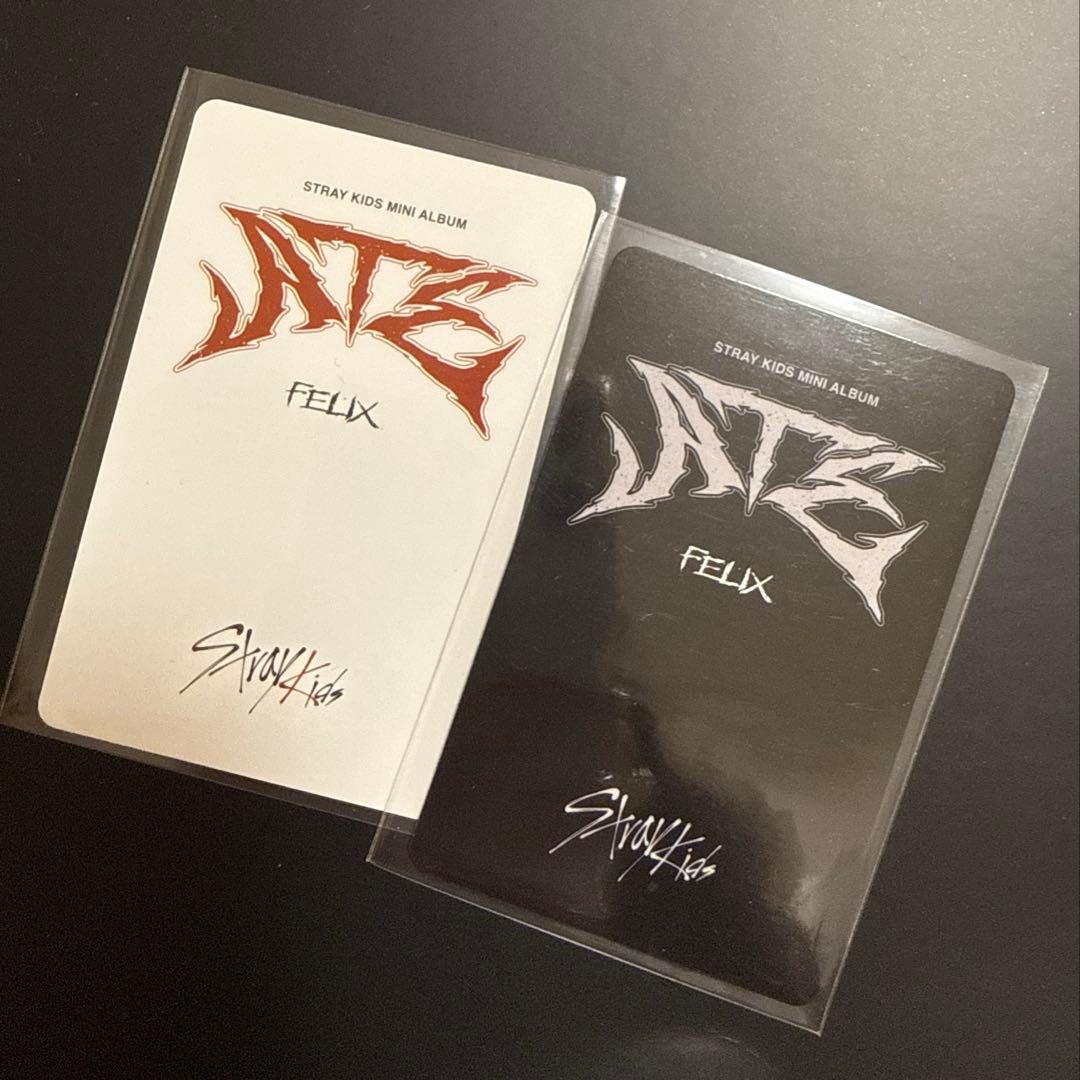 STRAY KIDS MINI ALBUM
ATE
FELIX
Stray Kids
STRAY KIDS MINI ALBUM
ATE
FELIX
Stray Kids